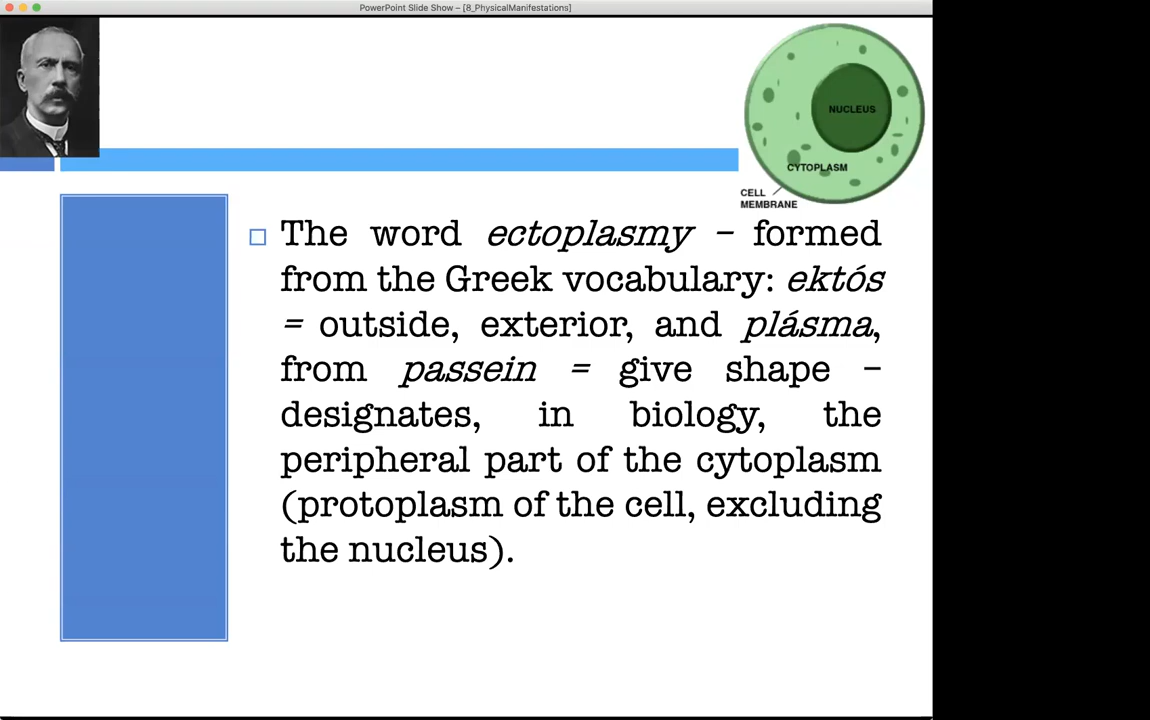 PowerPoint Slide Show – [8_PhysicalManifestations]
NUCLEUS
CYTOPLASM
CELL
MEMBRANE
The word ectoplasmy – formed
from the Greek vocabulary: ektós
= outside, exterior, and plásma,
from passein = give shape –
designates, in biology, the
peripheral part of the cytoplasm
(protoplasm of the cell, excluding
the nucleus).